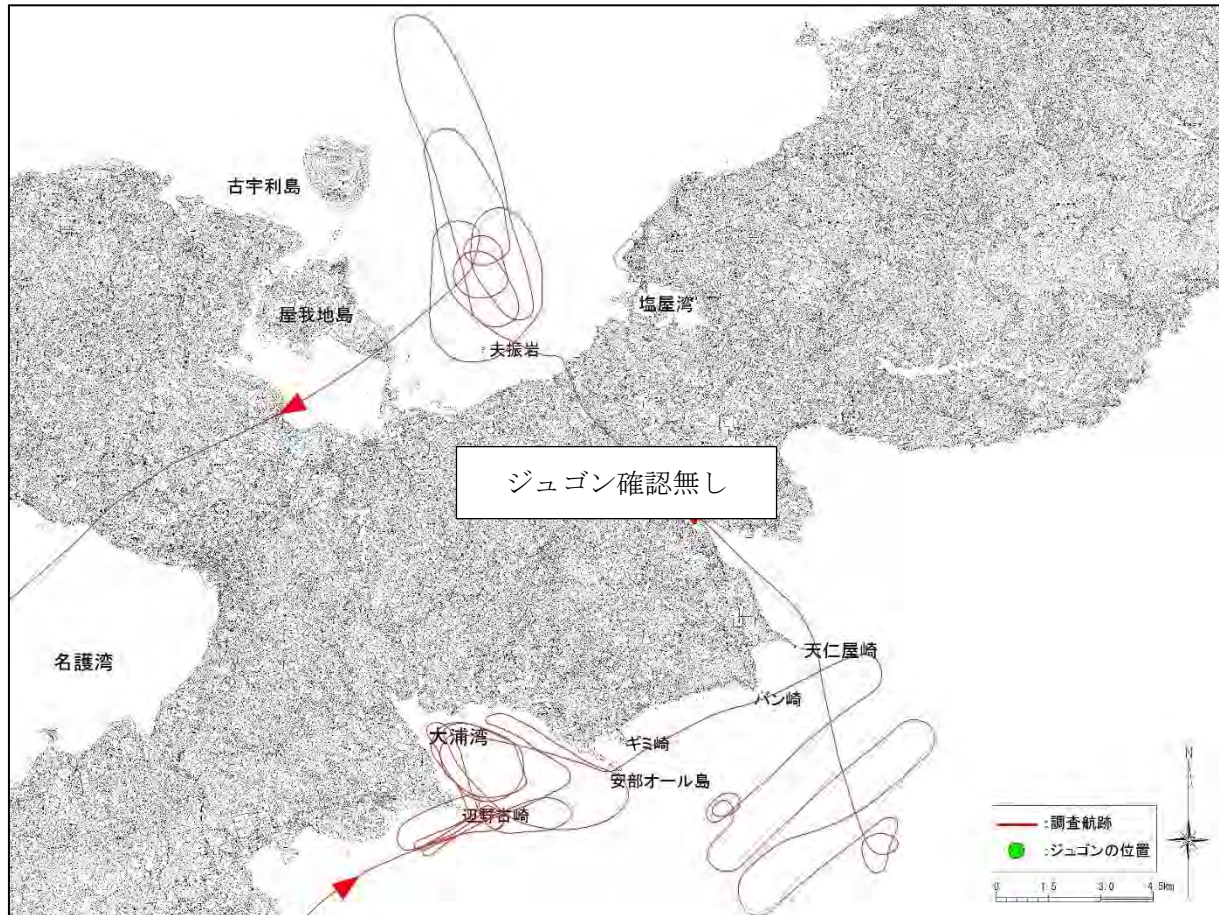 古宇利島
屋我地島
塩屋湾
夫振岩
ジュゴン確認無し
名護湾
天仁屋崎
バン崎
大浦湾
ギミ崎
安部オール島
辺野古崎
N
:調査航跡
:ジュゴンの位置
0 1.5 3.0 4.5km